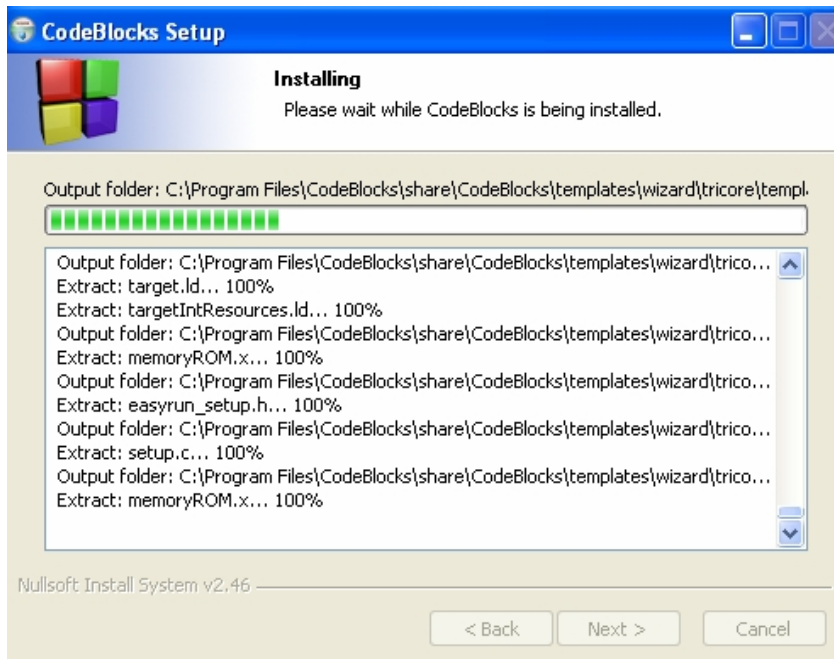 CodeBlocks Setup
Installing
Please wait while CodeBlocks is being installed.
Output folder: C:\Program Files\CodeBlocks\share\CodeBlocks\templates\wizard\tricore\templ
Output folder: C:\Program Files\CodeBlocks\share\CodeBlocks\templates\wizard\trico...
Extract: target.ld... 100%
Extract: targetIntResources.ld... 100%
Output folder: C:\Program Files\CodeBlocks\share\CodeBlocks\templates\wizard\trico...
Extract: memoryROM.x... 100%
Output folder: C:\Program Files\CodeBlocks\share\CodeBlocks\templates\wizard\trico...
Extract: easyrun_setup.h... 100%
Output folder: C:\Program Files\CodeBlocks\share\CodeBlocks\templates\wizard\trico...
Extract: setup.c... 100%
Output folder: C:\Program Files\CodeBlocks\share\CodeBlocks\templates\wizard\trico...
Extract: memoryROM.x... 100%
Nullsoft Install System v2.46
< Back Next > Cancel